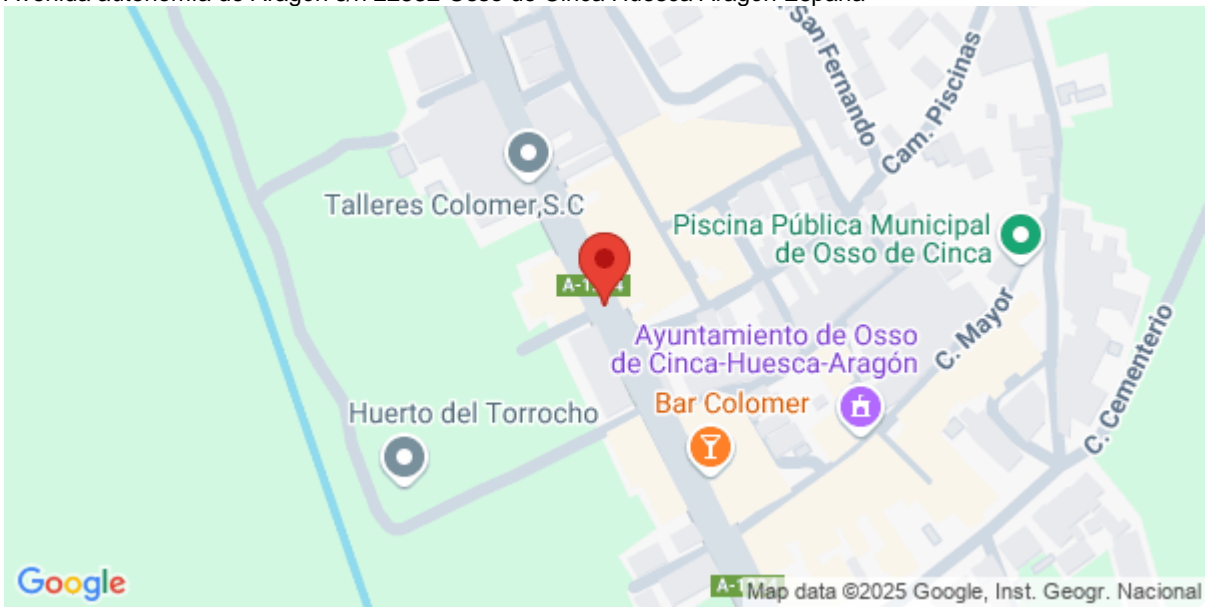 San Fernando
Cam. Piscinas
Talleres Colomer,S.C
Piscina Pública Municipal
de Osso de Cinca
Ayuntamiento de Osso
de Cinca-Huesca-Aragón
C. Mayor
C. Cementerio
Bar Colomer
Huerto del Torrocho
Google
Map data ©2025 Google, Inst. Geogr. Nacional